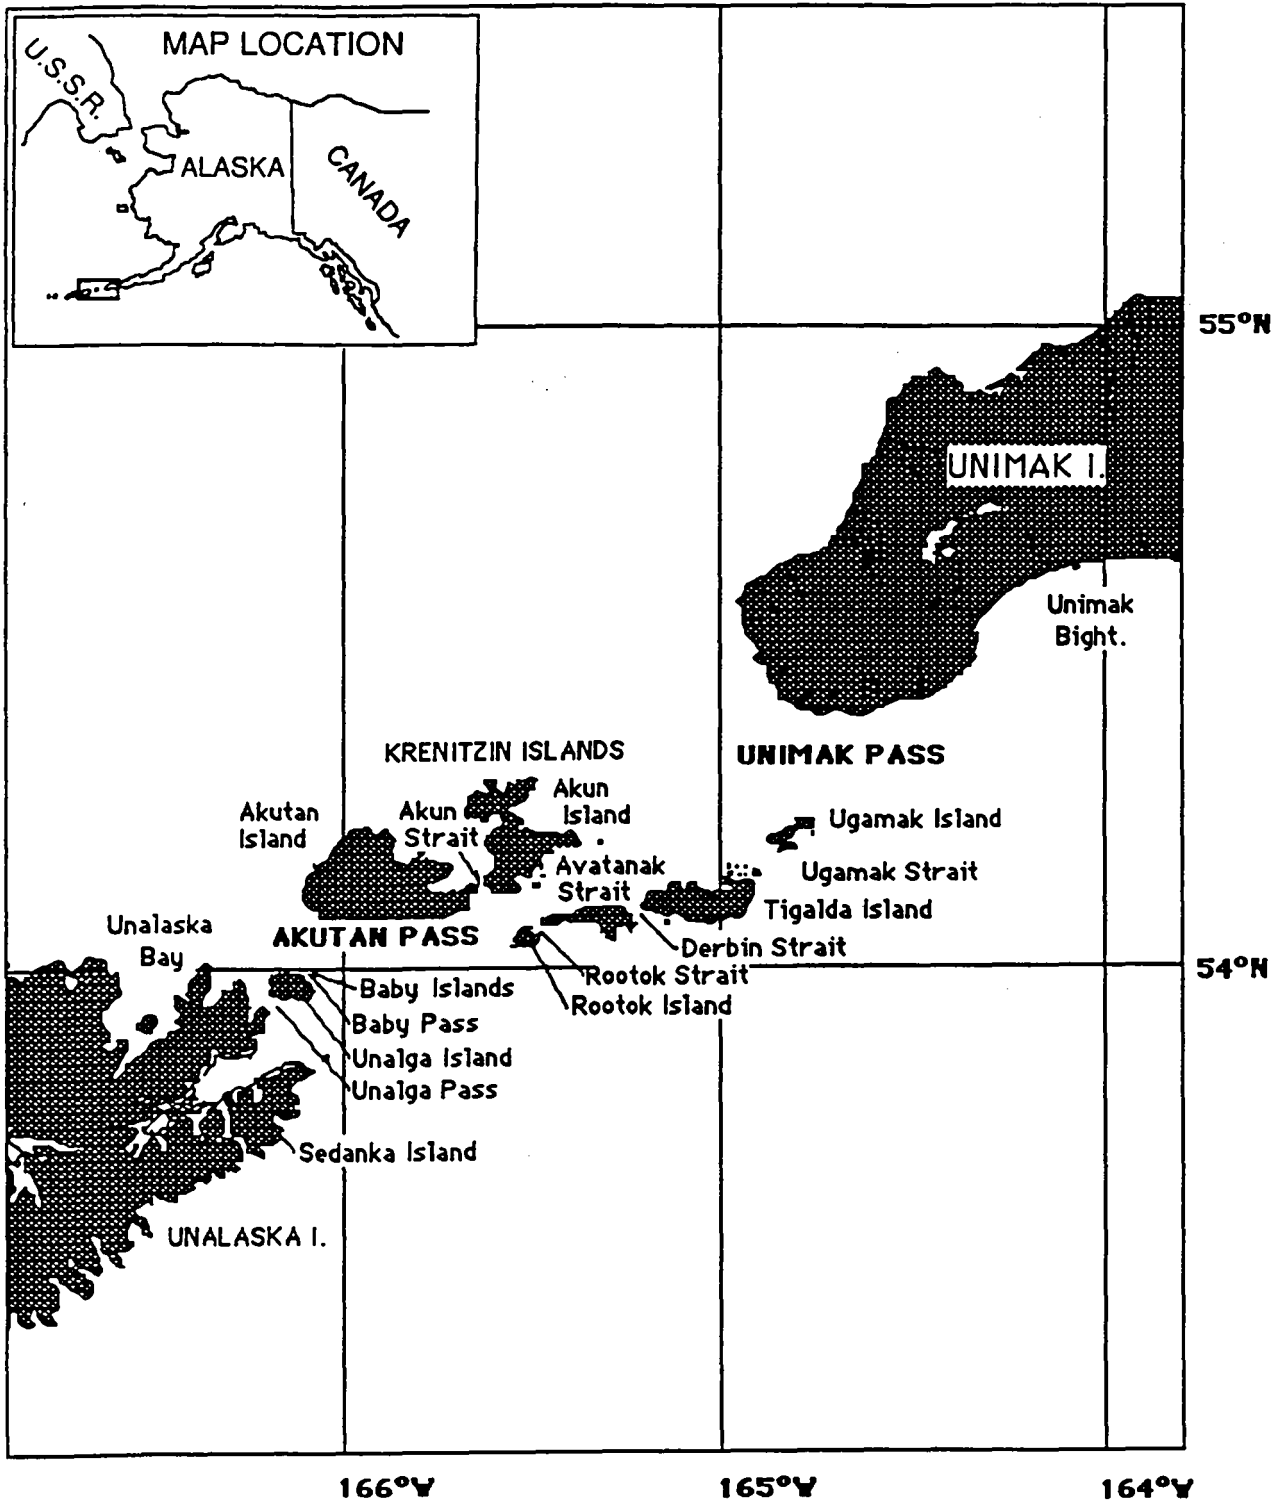 MAP LOCATION
U.S.S.R.
ALASKA
CANADA
55°N
UNIMAK I.
Unimak
Bight.
KRENITZIN ISLANDS
UNIMAK PASS
Akun
Island
Akutan
Island
Akun
Strait
Ugamak Island
Avatanak
Strait
Ugamak Strait
Tigalda Island
Unalaska
Bay
AKUTAN PASS
Derbin Strait
54°N
Rootok Strait
Baby Islands
Rootok Island
Baby Pass
Unalga Island
Unalga Pass
Sedanka Island
UNALASKA I.
166°W
165°W
164°W